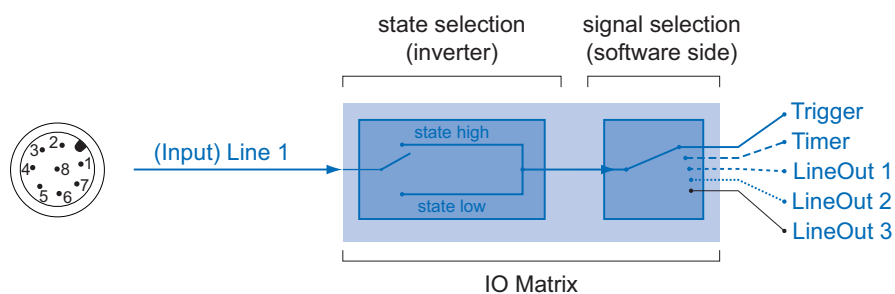 state selection
(inverter)
signal selection
(software side)
(Input) Line 1
state high
state low
Trigger
Timer
LineOut 1
LineOut 2
LineOut 3
2
3
1
4
8
5
6
7
IO Matrix